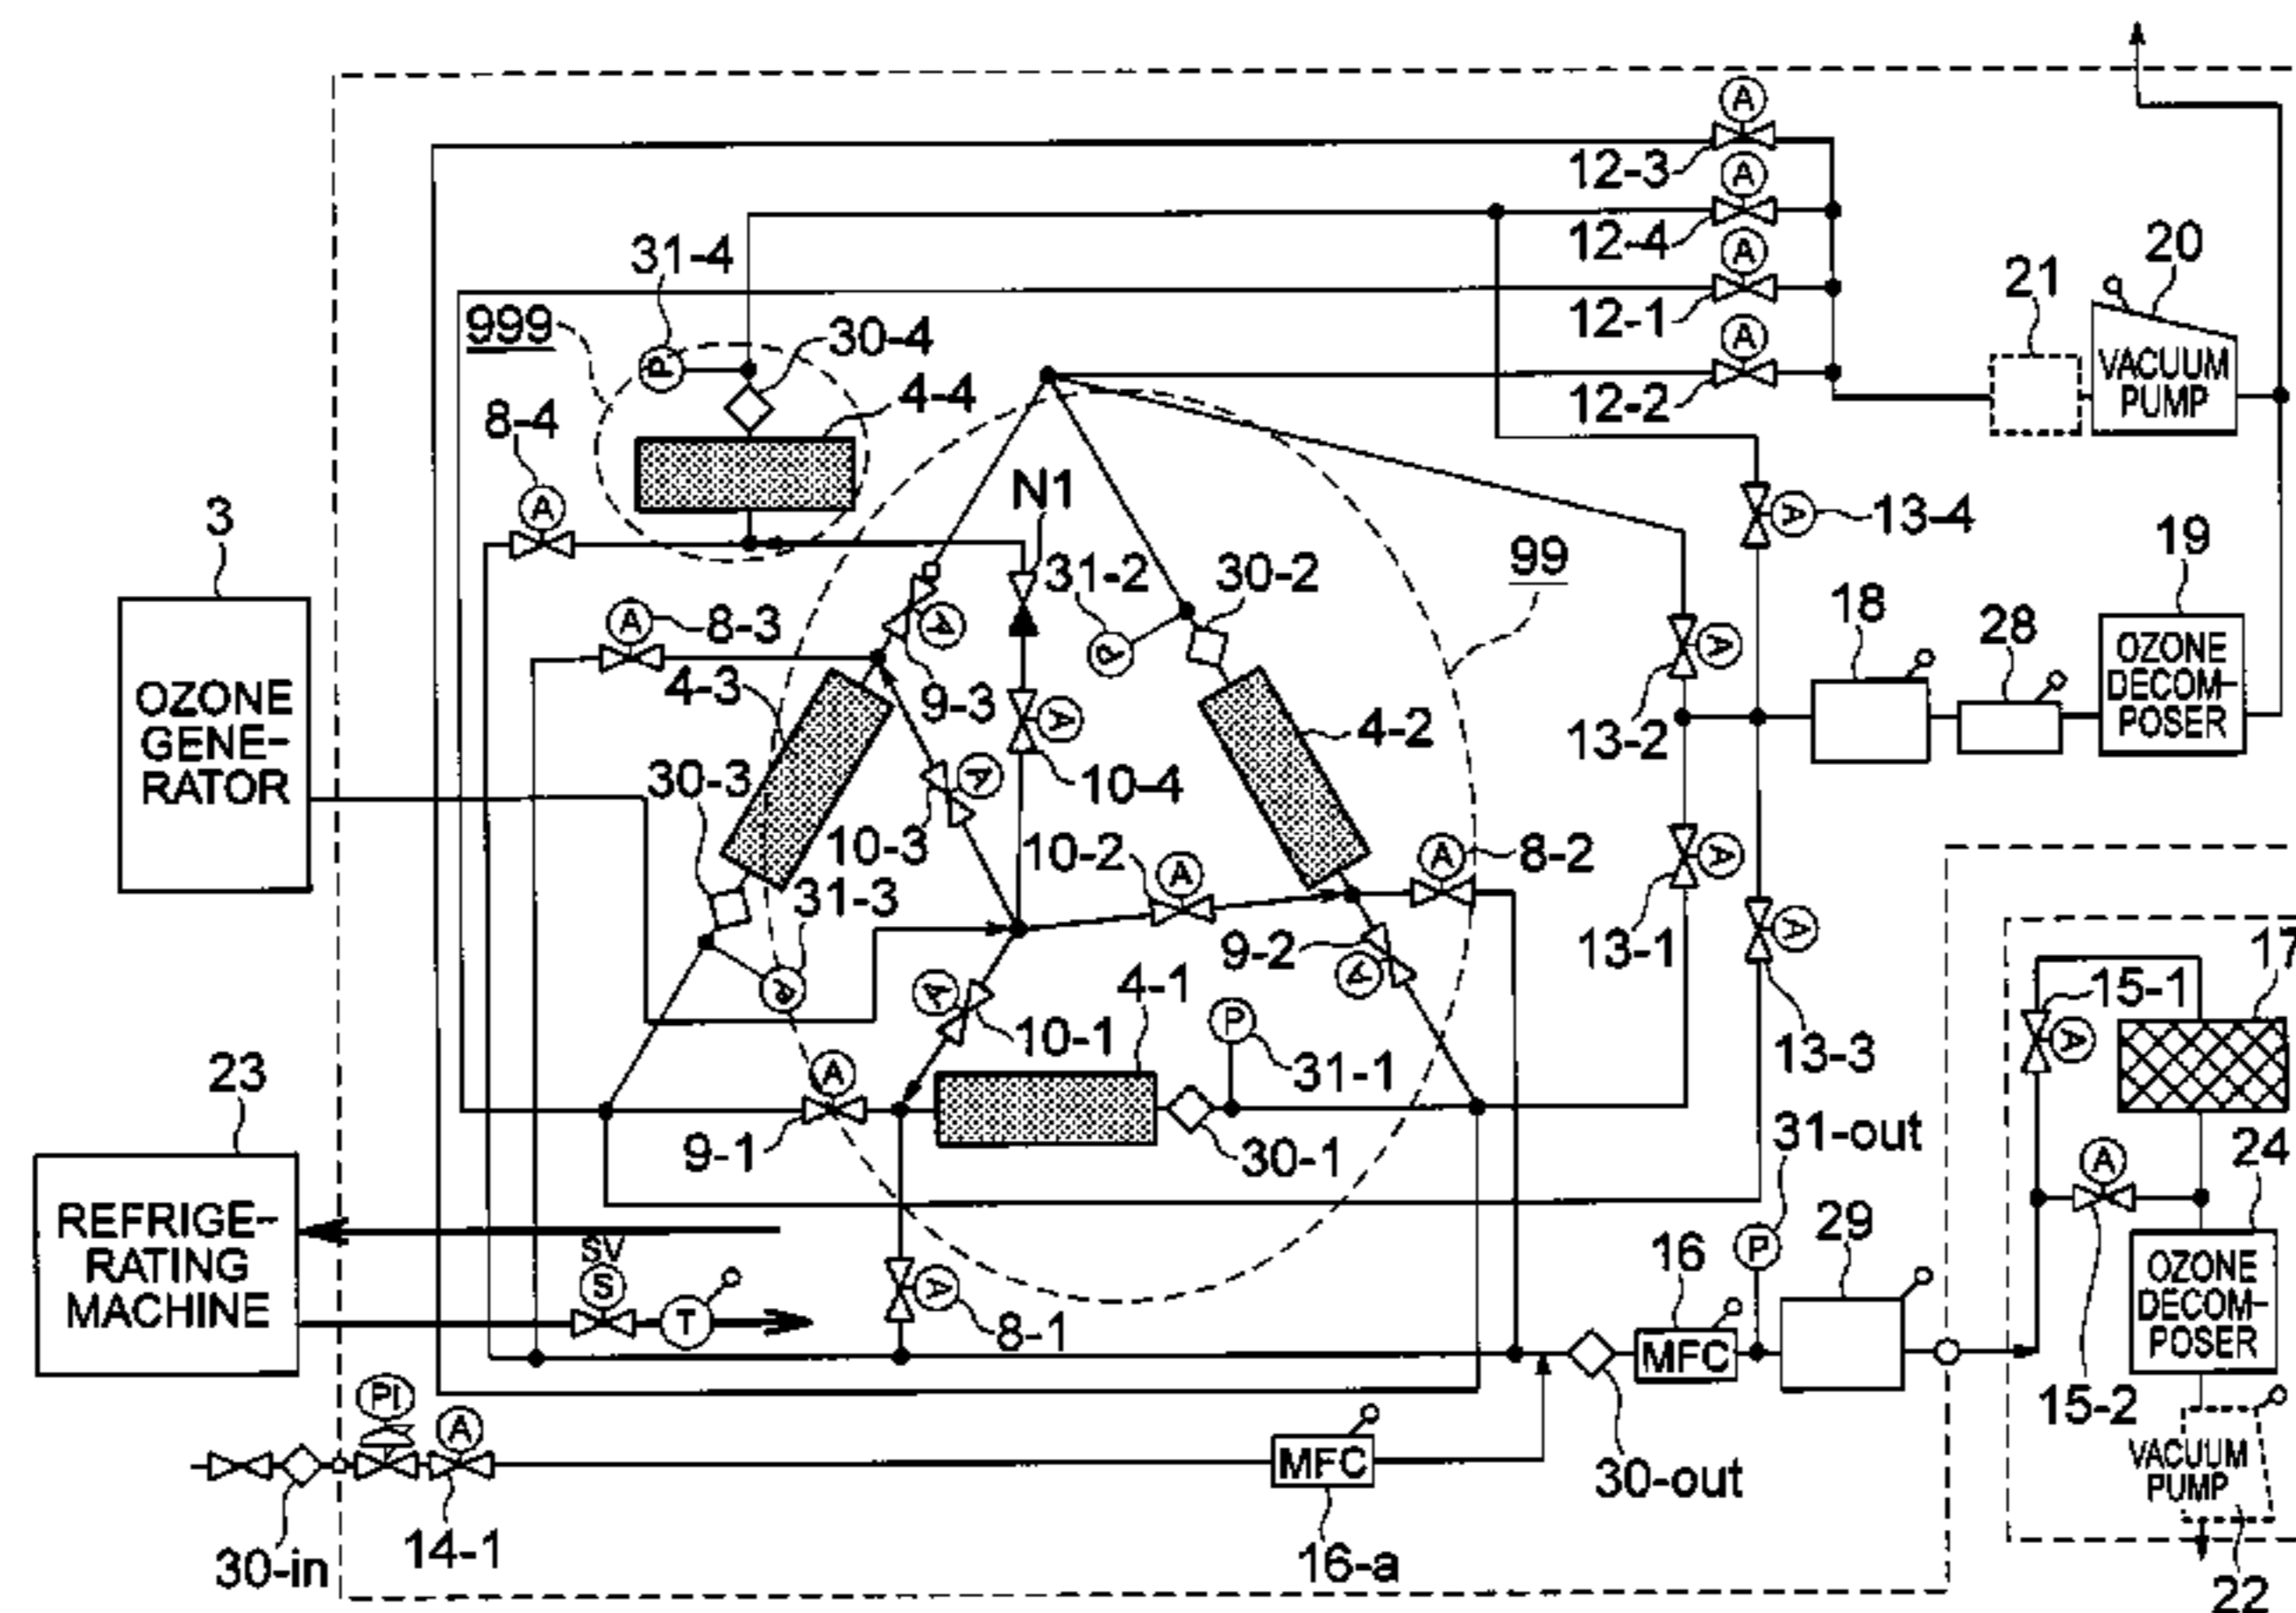 12-3
12-4
12-1
12-2
A
A
A
A
20
21
VACUUM
PUMP
31-4
999
P
30-4
4-4
8-4
A
N1
13-4
A
3
OZONE
GENE-
RATOR
A
8-3
4-3
9-3
A
31-2
P
30-2
99
4-2
A
13-2
18
28
19
OZONE
DECOM-
POSER
30-3
10-3
A
A
10-4
31-3
P
10-2
A
8-2
A
9-2
A
13-1
A
13-3
A
10-1
A
4-1
P
31-1
9-1
A
30-1
8-1
A
23
REFRIGE-
RATING
MACHINE
SV
S
T
15-1
A
17
24
A
15-2
OZONE
DECOM-
POSER
VACUUM
PUMP
22
31-out
P
29
16
MFC
30-out
PI
A
30-in
14-1
MFC
16-a